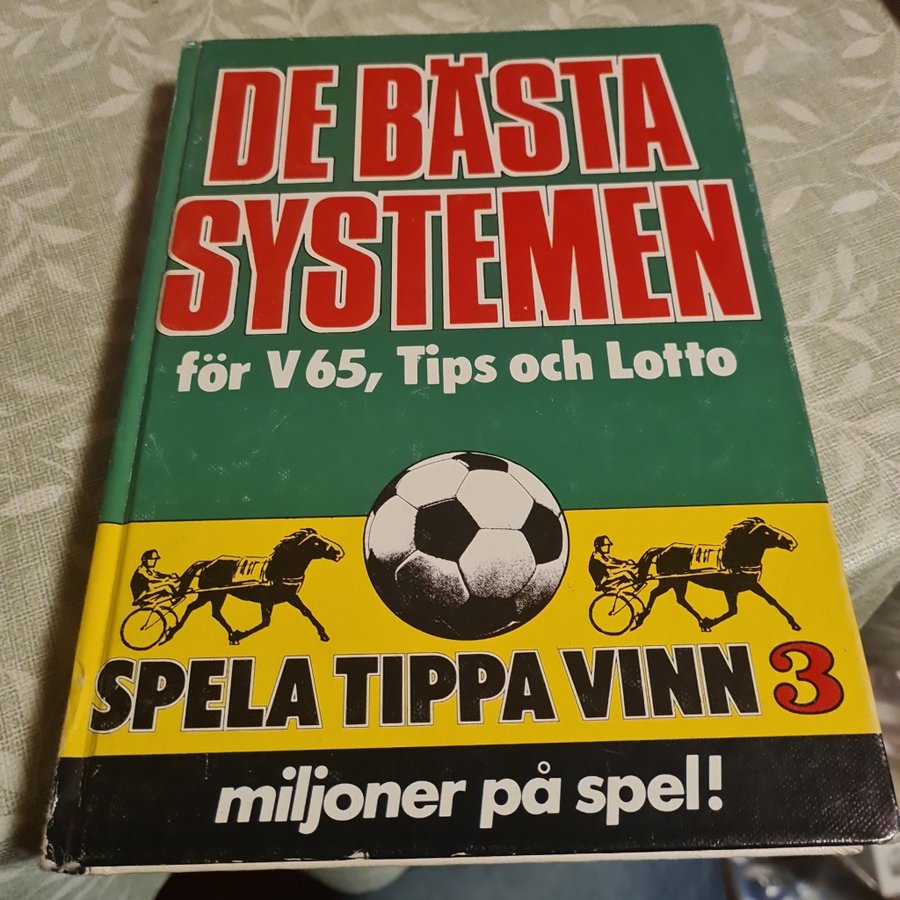 DE BÄSTA
SYSTEMEN
för V65, Tips och Lotto
SPELA TIPPA VINN 3
miljoner på spel!